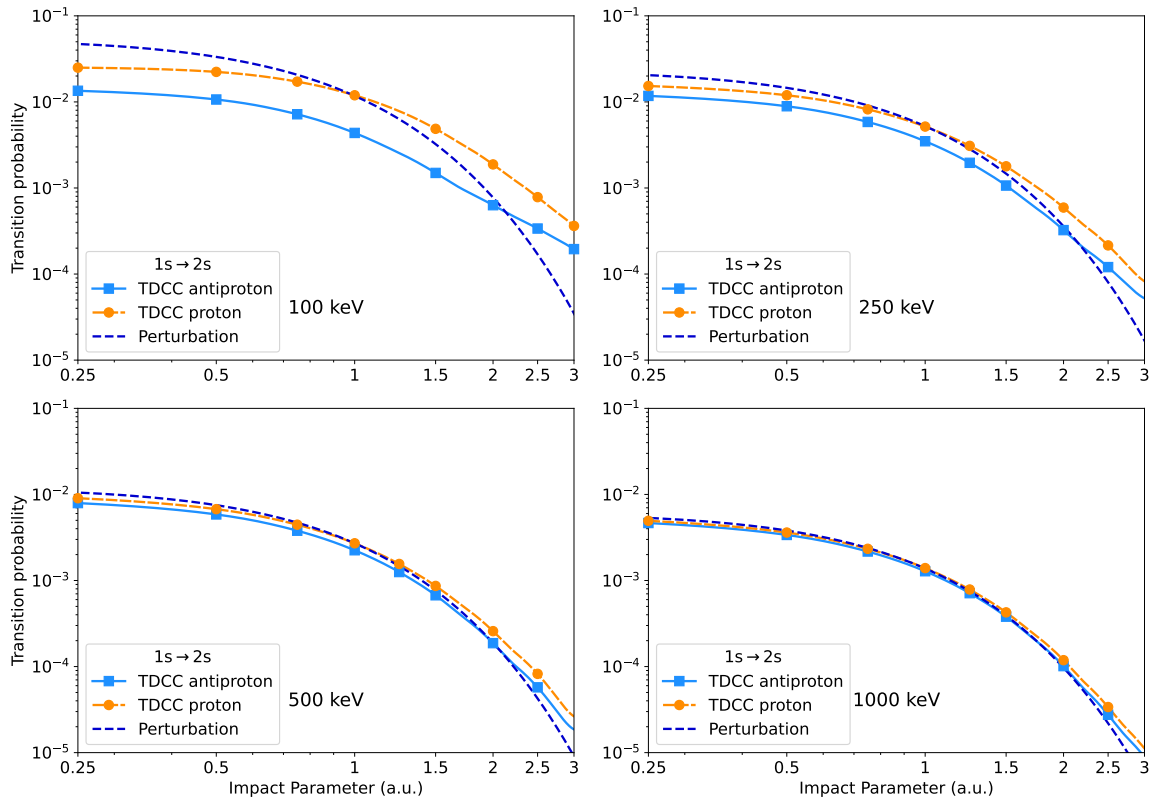 Transition probability
10⁻¹
10⁻²
10⁻³
10⁻⁴
10⁻⁵
1s→2s
TDCC antiproton
TDCC proton
Perturbation
100 keV
0.25 0.5 1 1.5 2 2.5 3
10⁻¹
10⁻²
10⁻³
10⁻⁴
10⁻⁵
1s→2s
TDCC antiproton
TDCC proton
Perturbation
250 keV
0.25 0.5 1 1.5 2 2.5 3
Transition probability
10⁻¹
10⁻²
10⁻³
10⁻⁴
10⁻⁵
1s→2s
TDCC antiproton
TDCC proton
Perturbation
500 keV
0.25 0.5 1 1.5 2 2.5 3
Impact Parameter (a.u.)
10⁻¹
10⁻²
10⁻³
10⁻⁴
10⁻⁵
1s→2s
TDCC antiproton
TDCC proton
Perturbation
1000 keV
0.25 0.5 1 1.5 2 2.5 3
Impact Parameter (a.u.)